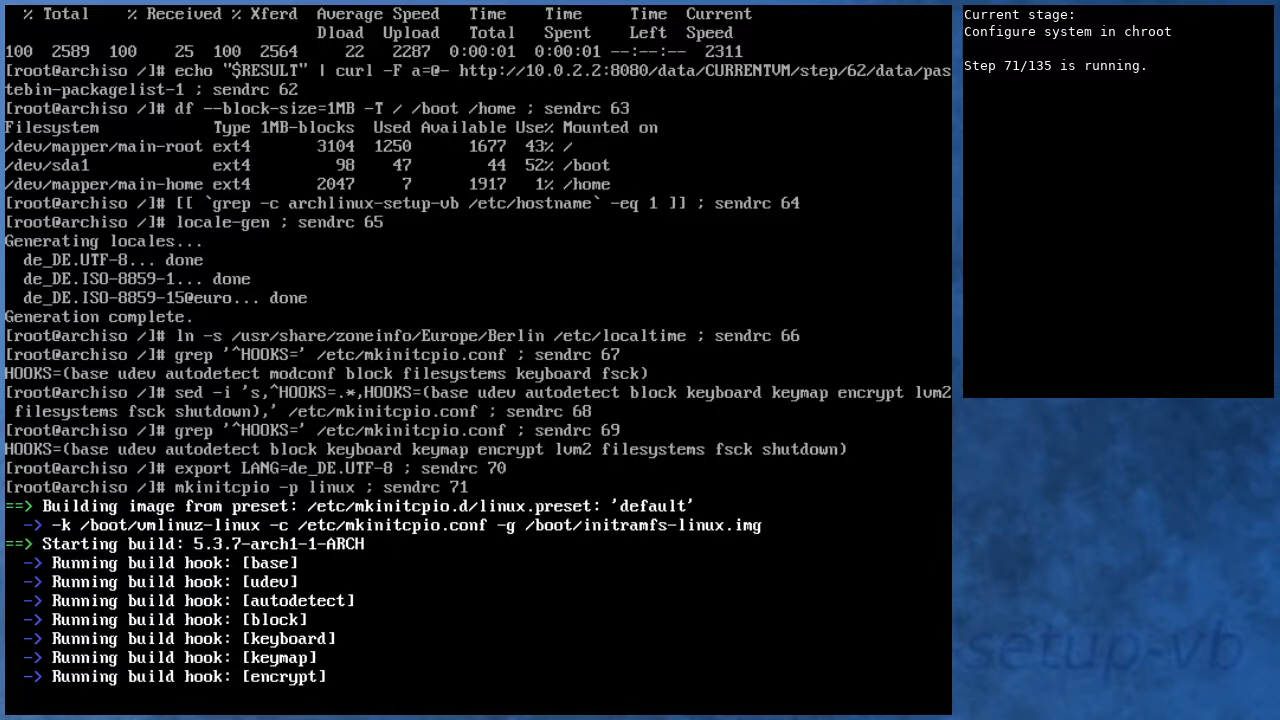 % Total    % Received % Xferd  Average Speed   Time    Time     Time  Current
                                 Dload  Upload   Total   Spent    Left  Speed
100  2589  100    25  100  2564     22   2287  0:00:01  0:00:01 --:--:--  2311
[root@archiso /]# echo "$RESULT" | curl -F a=@- http://10.0.2.2:8080/data/CURRENTVM/step/62/data/pas
tebin-packagelist-1 ; sendrc 62
[root@archiso /]# df --block-size=1MB -T / /boot /home ; sendrc 63
Filesystem            Type 1MB-blocks  Used Available Use% Mounted on
/dev/mapper/main-root ext4       3104  1250      1677  43% /
/dev/sda1             ext4         98    47        44  52% /boot
/dev/mapper/main-home ext4       2047     7      1917   1% /home
[root@archiso /]# [[ `grep -c archlinux-setup-vb /etc/hostname` -eq 1 ]] ; sendrc 64
[root@archiso /]# locale-gen ; sendrc 65
Generating locales...
  de_DE.UTF-8... done
  de_DE.ISO-8859-1... done
  de_DE.ISO-8859-15@euro... done
Generation complete.
[root@archiso /]# ln -s /usr/share/zoneinfo/Europe/Berlin /etc/localtime ; sendrc 66
[root@archiso /]# grep '^HOOKS=' /etc/mkinitcpio.conf ; sendrc 67
HOOKS=(base udev autodetect modconf block filesystems keyboard fsck)
[root@archiso /]# sed -i 's,^HOOKS=.*,HOOKS=(base udev autodetect block keyboard keymap encrypt lvm2
 filesystems fsck shutdown),' /etc/mkinitcpio.conf ; sendrc 68
[root@archiso /]# grep '^HOOKS=' /etc/mkinitcpio.conf ; sendrc 69
HOOKS=(base udev autodetect block keyboard keymap encrypt lvm2 filesystems fsck shutdown)
[root@archiso /]# export LANG=de_DE.UTF-8 ; sendrc 70
[root@archiso /]# mkinitcpio -p linux ; sendrc 71
==> Building image from preset: /etc/mkinitcpio.d/linux.preset: 'default'
  -> -k /boot/vmlinuz-linux -c /etc/mkinitcpio.conf -g /boot/initramfs-linux.img
==> Starting build: 5.3.7-arch1-1-ARCH
  -> Running build hook: [base]
  -> Running build hook: [udev]
  -> Running build hook: [autodetect]
  -> Running build hook: [block]
  -> Running build hook: [keyboard]
  -> Running build hook: [keymap]
  -> Running build hook: [encrypt]
Current stage:
Configure system in chroot
Step 71/135 is running.
setup-vb